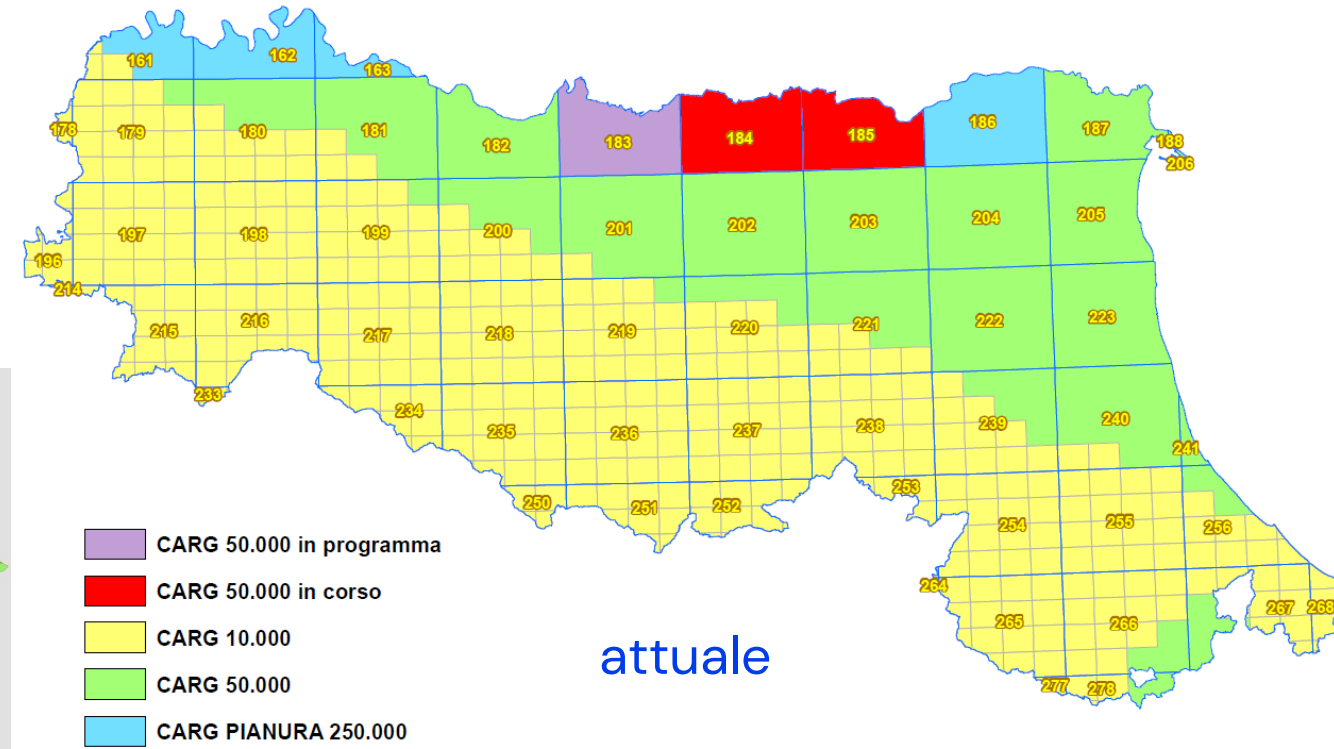 161 162 163
178 179 180 181 182 183 184 185 186 187 188
206
196 197 198 199 200 201 202 203 204 205
214 215 216 217 218 219 220 221 222 223
233 234 235 236 237 238 239 240 241
250 251 252 253 254 255 256
264 265 266 267 268
277 278
CARG 50.000 in programma
CARG 50.000 in corso
CARG 10.000
CARG 50.000
CARG PIANURA 250.000
attuale